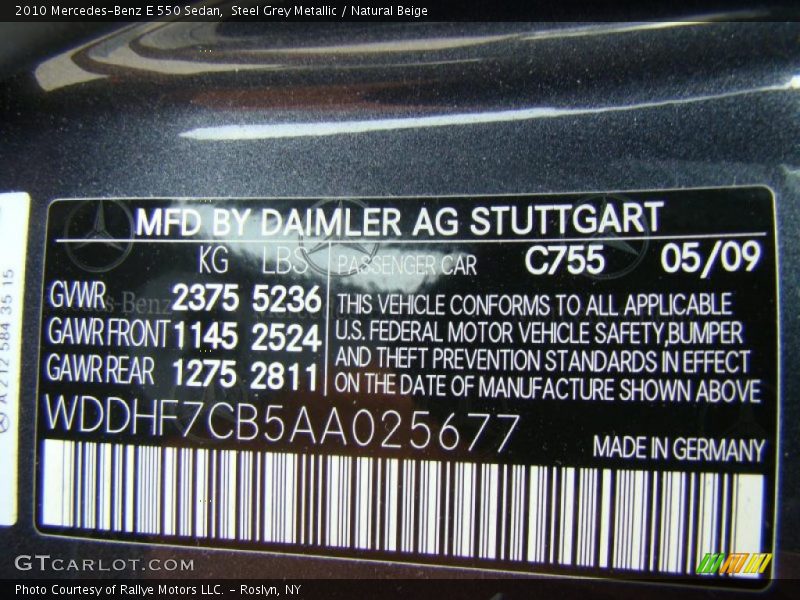 2010 Mercedes-Benz E 550 Sedan, Steel Grey Metallic / Natural Beige
MFD BY DAIMLER AG STUTTGART
KG LBS PASSENGER CAR C755 05/09
GVWR 2375 5236
GAWR FRONT 1145 2524
GAWR REAR 1275 2811
THIS VEHICLE CONFORMS TO ALL APPLICABLE
U.S. FEDERAL MOTOR VEHICLE SAFETY,BUMPER
AND THEFT PREVENTION STANDARDS IN EFFECT
ON THE DATE OF MANUFACTURE SHOWN ABOVE
WDDHF7CB5AA025677
MADE IN GERMANY
A 212 584 35 15
GTCARLOT.COM
Photo Courtesy of Rallye Motors LLC. - Roslyn, NY